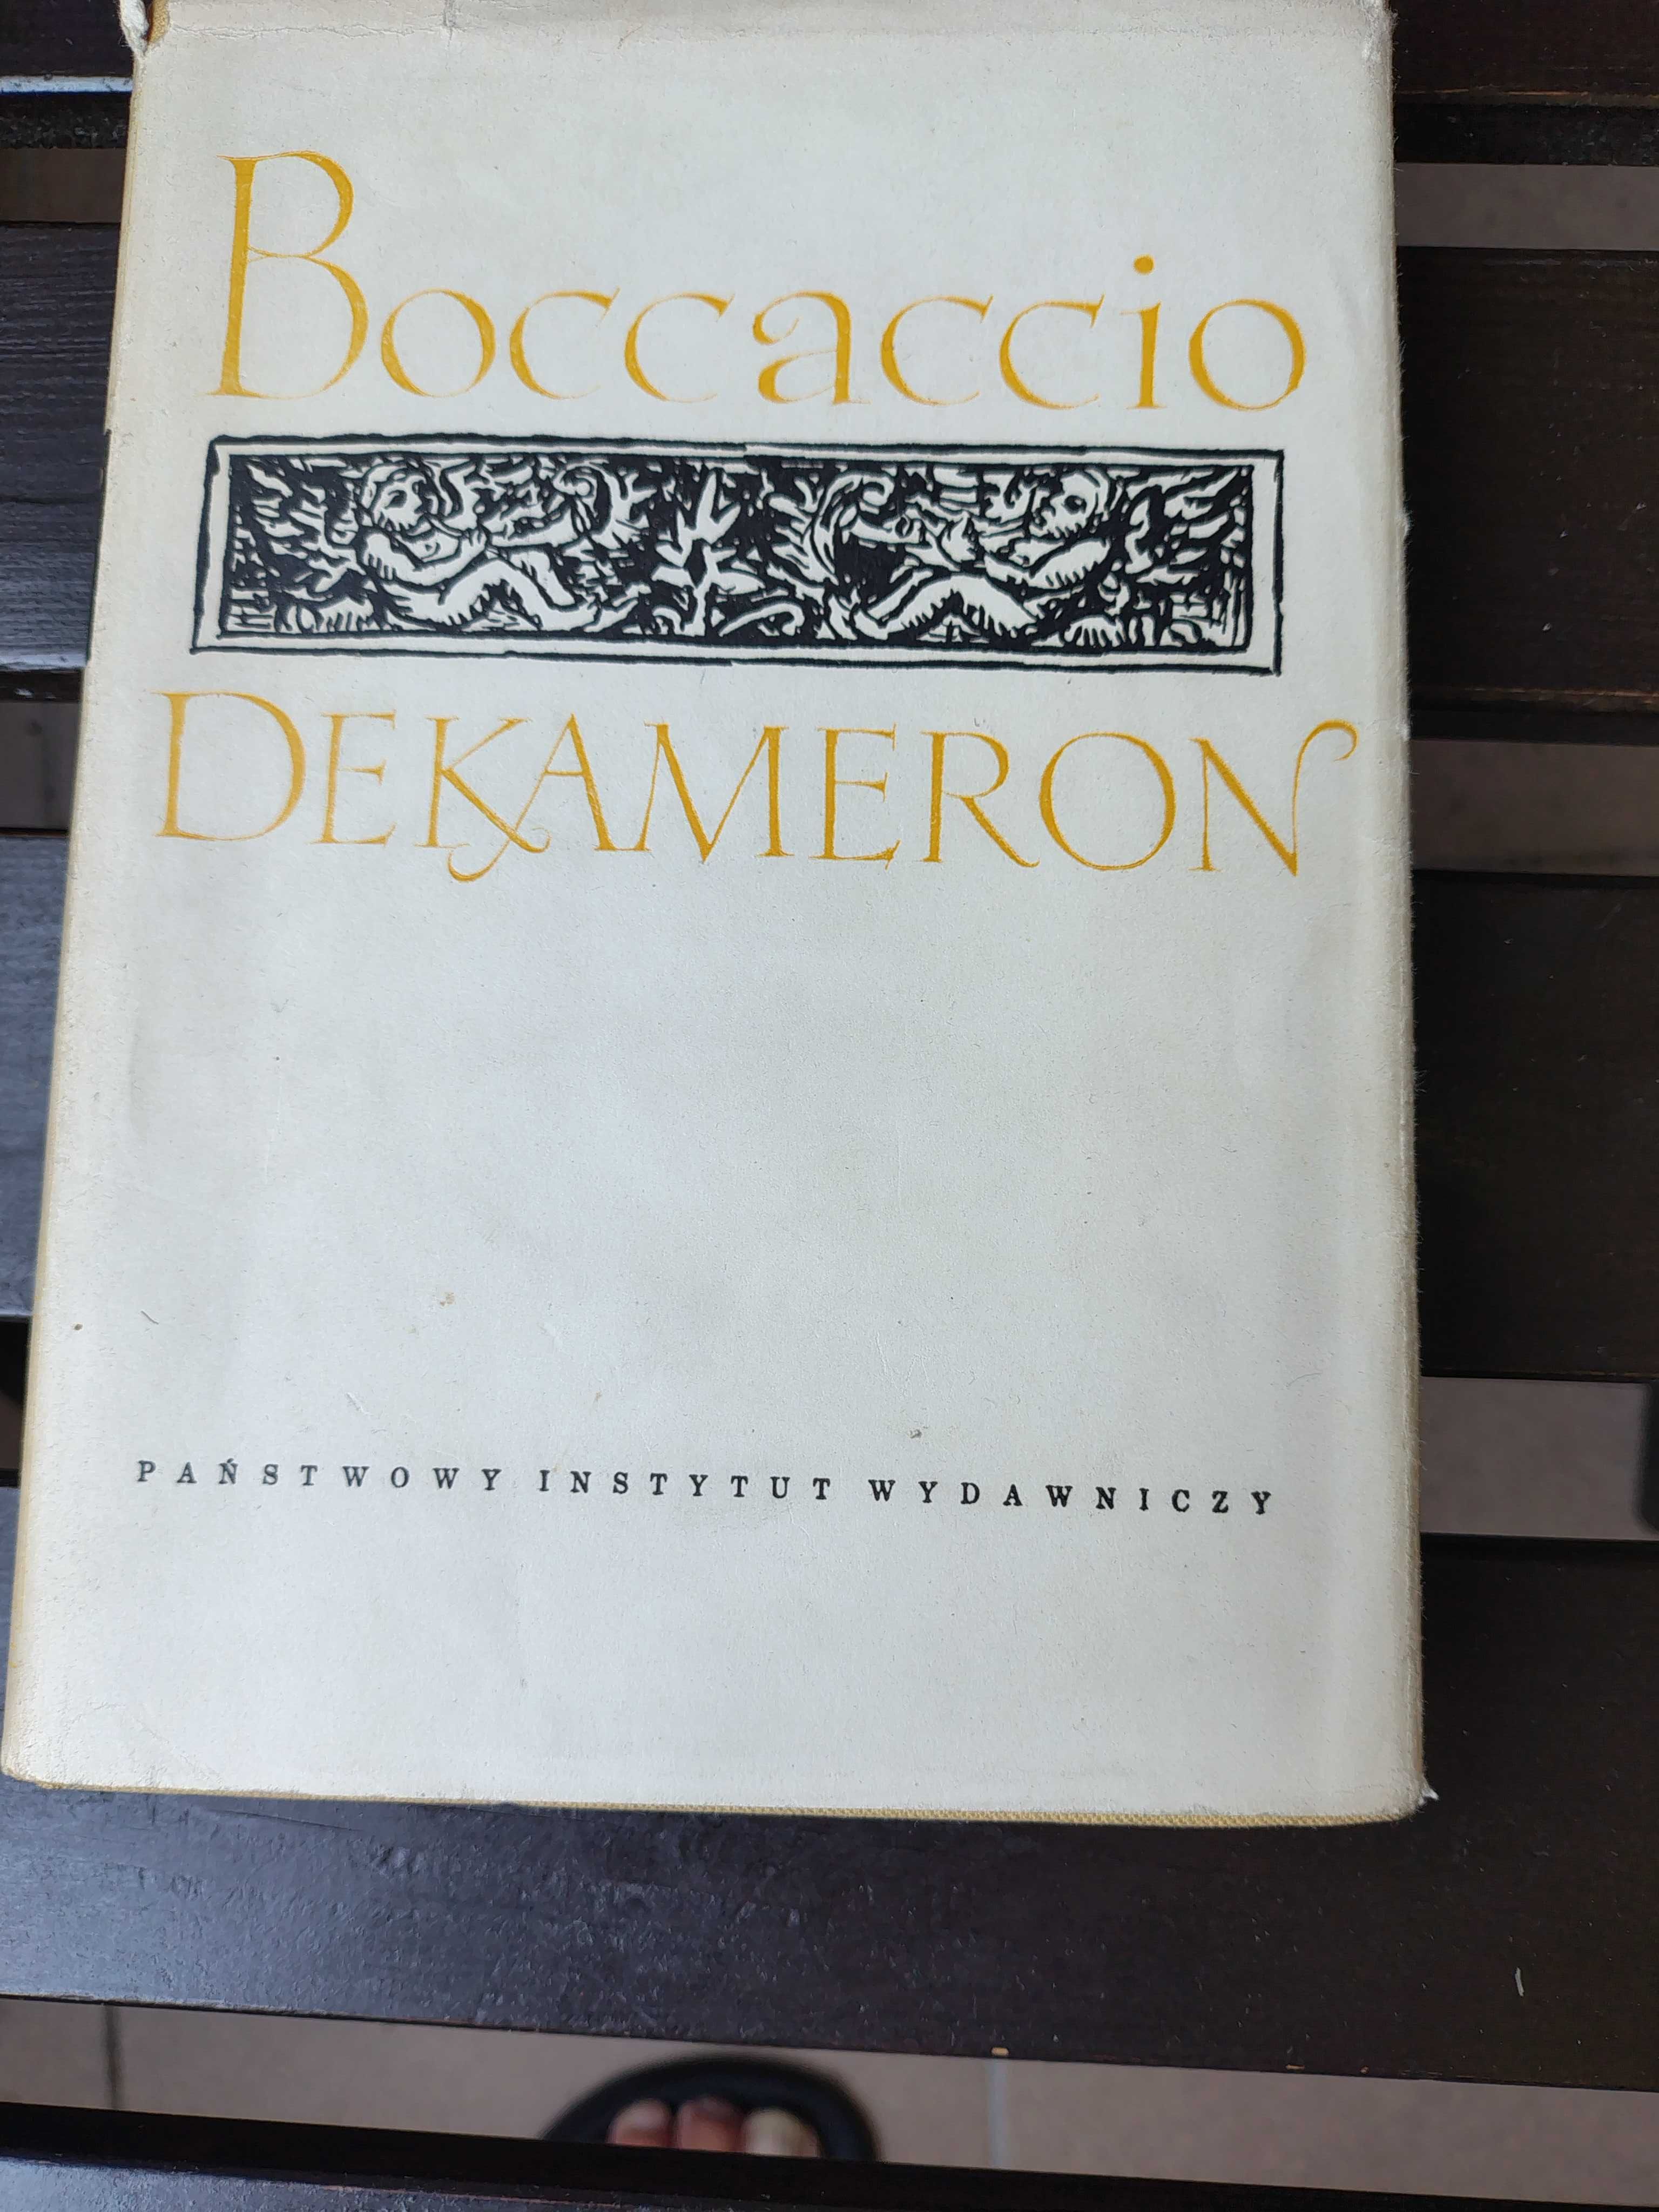 Boccaccio
DEKAMERON
PAŃSTWOWY INSTYTUT WYDAWNICZY